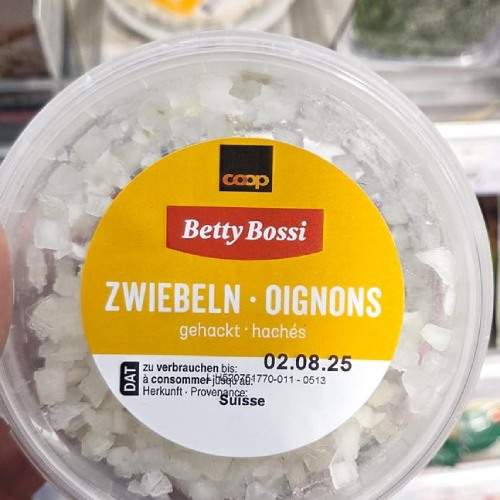 coop
Betty Bossi
ZWIEBELN · OIGNONS
gehackt · hachés
DAT
zu verbrauchen bis: 02.08.25
à consommer jusqu'au:
Herkunft · Provenance:
Suisse